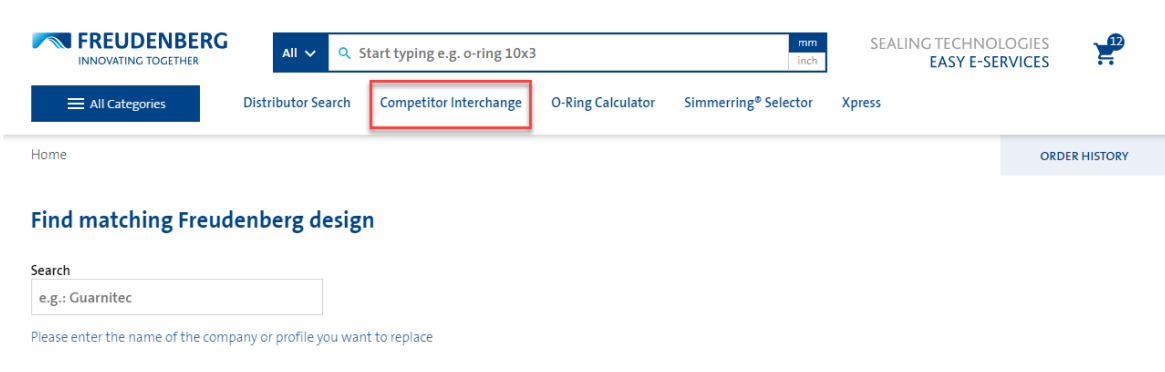 FREUDENBERG
INNOVATING TOGETHER
All
Start typing e.g. o-ring 10x3
mm
inch
SEALING TECHNOLOGIES
EASY E-SERVICES
12
All Categories
Distributor Search
Competitor Interchange
O-Ring Calculator
Simmerring® Selector
Xpress
Home
ORDER HISTORY
Find matching Freudenberg design
Search
e.g.: Guarnitec
Please enter the name of the company or profile you want to replace